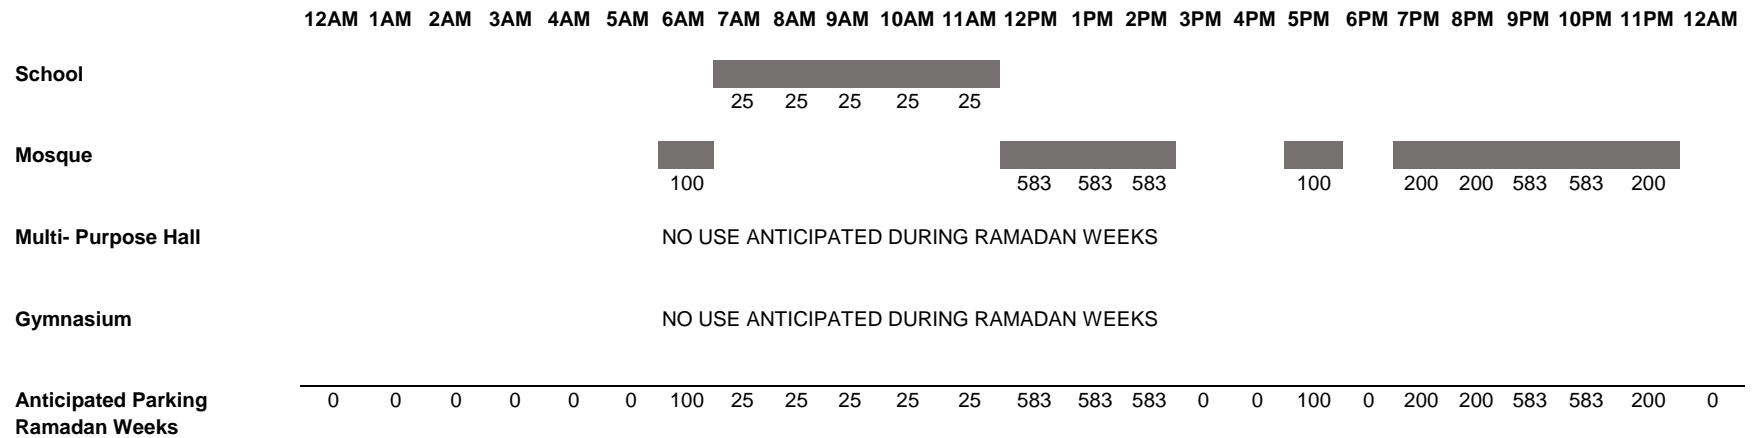 12AM 1AM 2AM 3AM 4AM 5AM 6AM 7AM 8AM 9AM 10AM 11AM 12PM 1PM 2PM 3PM 4PM 5PM 6PM 7PM 8PM 9PM 10PM 11PM 12AM
School
25 25 25 25 25
Mosque
100 583 583 583 100 200 200 583 583 200
Multi- Purpose Hall NO USE ANTICIPATED DURING RAMADAN WEEKS
Gymnasium NO USE ANTICIPATED DURING RAMADAN WEEKS
Anticipated Parking 0 0 0 0 0 0 100 25 25 25 25 25 583 583 583 0 0 100 0 200 200 583 583 200 0
Ramadan Weeks